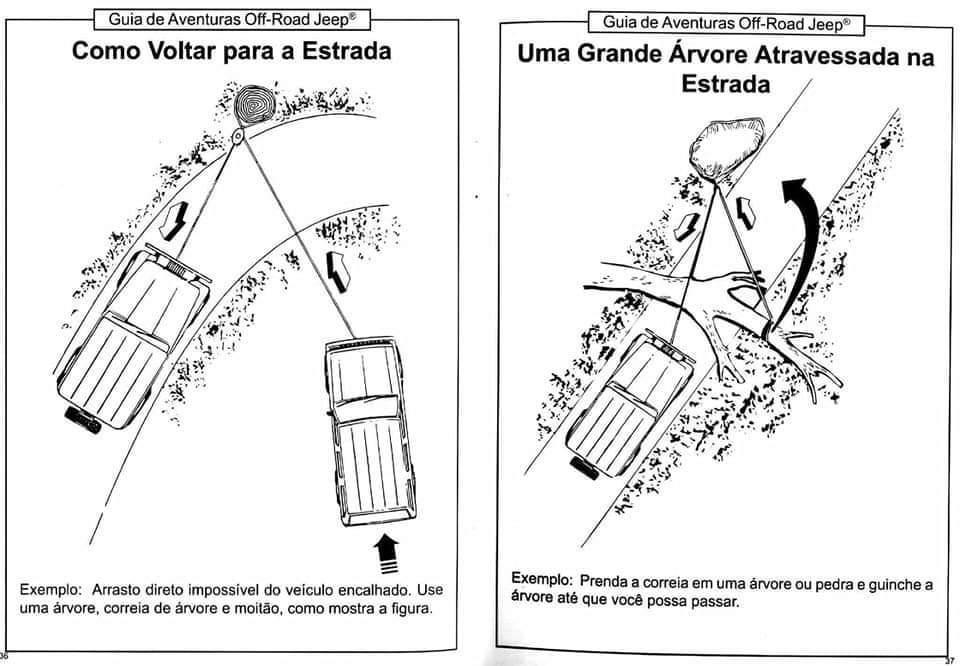 Guia de Aventuras Off-Road Jeep®
Como Voltar para a Estrada
Exemplo: Arrasto direto impossível do veículo encalhado. Use
uma árvore, correia de árvore e moitão, como mostra a figura.
36
Guia de Aventuras Off-Road Jeep®
Uma Grande Árvore Atravessada na
Estrada
Exemplo: Prenda a correia em uma árvore ou pedra e guinche a
árvore até que você possa passar.
37